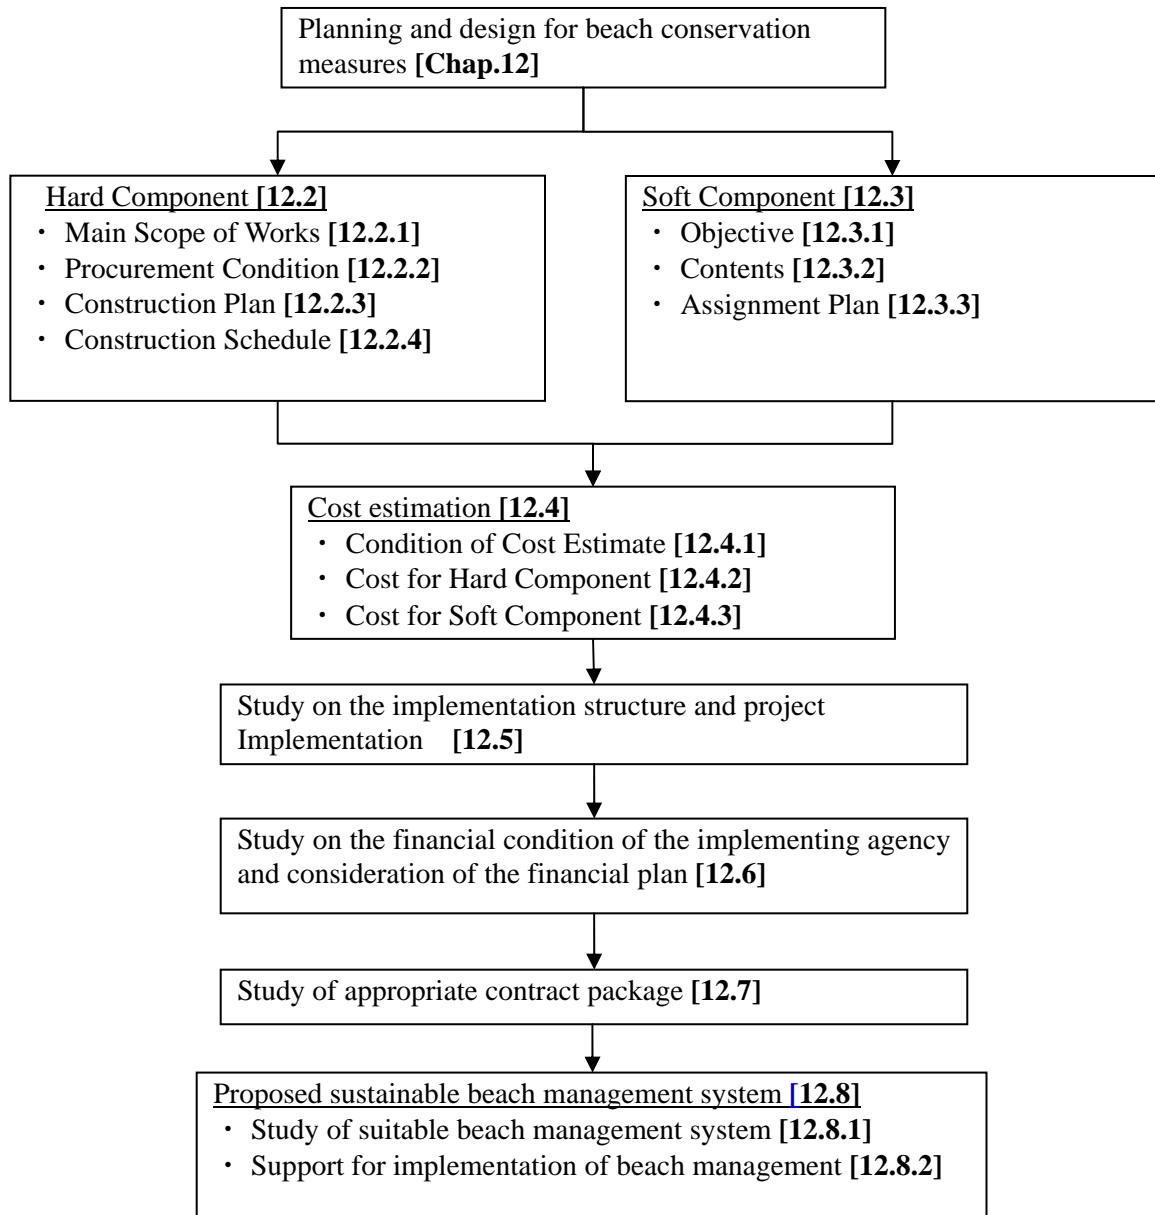 Planning and design for beach conservation
measures [Chap.12]
Hard Component [12.2]
・ Main Scope of Works [12.2.1]
・ Procurement Condition [12.2.2]
・ Construction Plan [12.2.3]
・ Construction Schedule [12.2.4]
Soft Component [12.3]
・ Objective [12.3.1]
・ Contents [12.3.2]
・ Assignment Plan [12.3.3]
Cost estimation [12.4]
・ Condition of Cost Estimate [12.4.1]
・ Cost for Hard Component [12.4.2]
・ Cost for Soft Component [12.4.3]
Study on the implementation structure and project
Implementation [12.5]
Study on the financial condition of the implementing agency
and consideration of the financial plan [12.6]
Study of appropriate contract package [12.7]
Proposed sustainable beach management system [12.8]
・ Study of suitable beach management system [12.8.1]
・ Support for implementation of beach management [12.8.2]